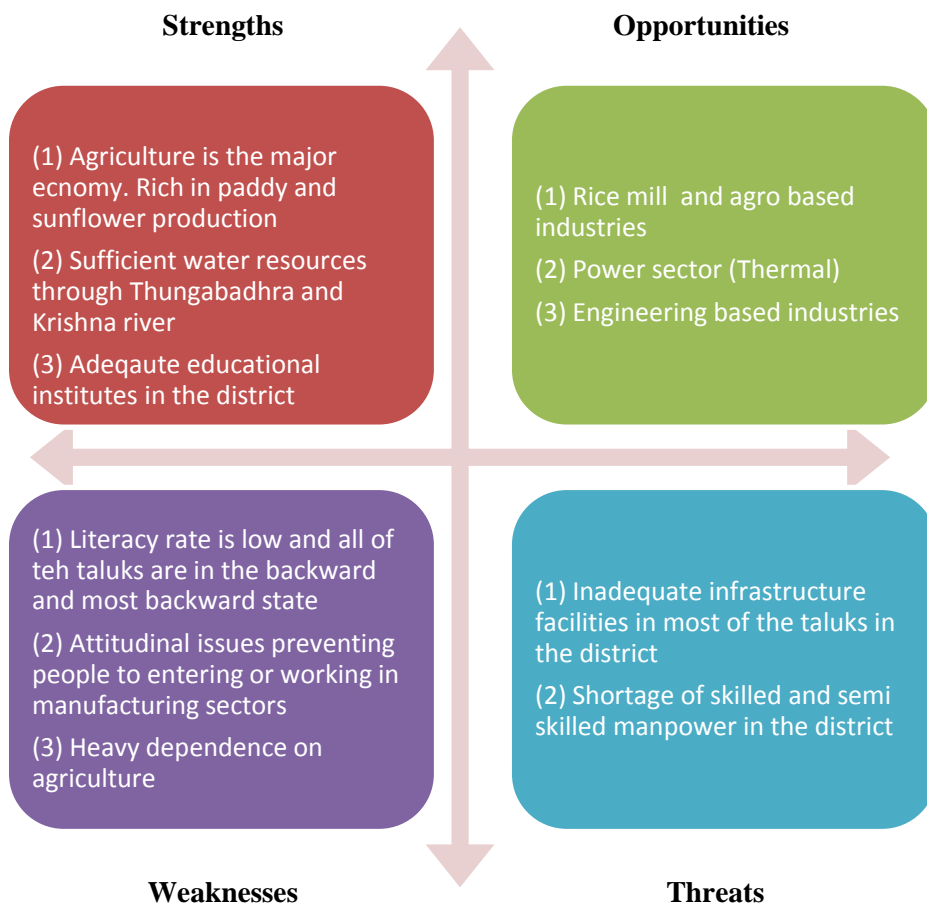 Strengths
(1) Agriculture is the major
ecnomy. Rich in paddy and
sunflower production
(2) Sufficient water resources
through Thungabadhra and
Krishna river
(3) Adeqaute educational
institutes in the district
Opportunities
(1) Rice mill  and agro based
industries
(2) Power sector (Thermal)
(3) Engineering based industries
(1) Literacy rate is low and all of
teh taluks are in the backward
and most backward state
(2) Attitudinal issues preventing
people to entering or working in
manufacturing sectors
(3) Heavy dependence on
agriculture
Weaknesses
(1) Inadequate infrastructure
facilities in most of the taluks in
the district
(2) Shortage of skilled and semi
skilled manpower in the district
Threats